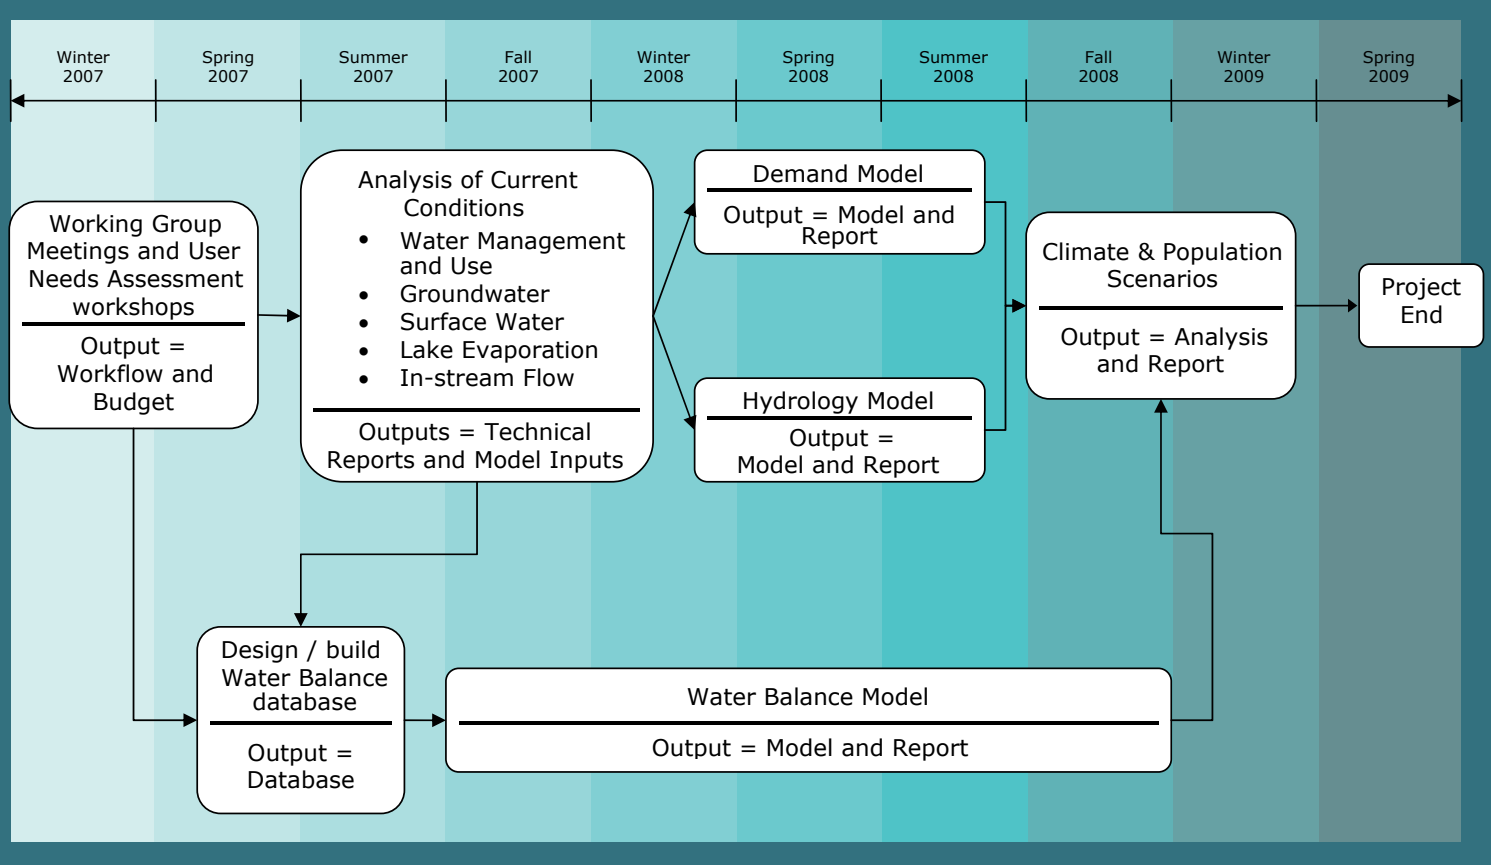 Winter
2007
Spring
2007
Summer
2007
Fall
2007
Winter
2008
Spring
2008
Summer
2008
Fall
2008
Winter
2009
Spring
2009
Working Group
Meetings and User
Needs Assessment
workshops
Output =
Workflow and
Budget
Analysis of Current
Conditions
• Water Management
and Use
• Groundwater
• Surface Water
• Lake Evaporation
• In-stream Flow
Outputs = Technical
Reports and Model Inputs
Demand Model
Output = Model and
Report
Hydrology Model
Output =
Model and Report
Climate & Population
Scenarios
Output = Analysis
and Report
Project
End
Design / build
Water Balance
database
Output =
Database
Water Balance Model
Output = Model and Report